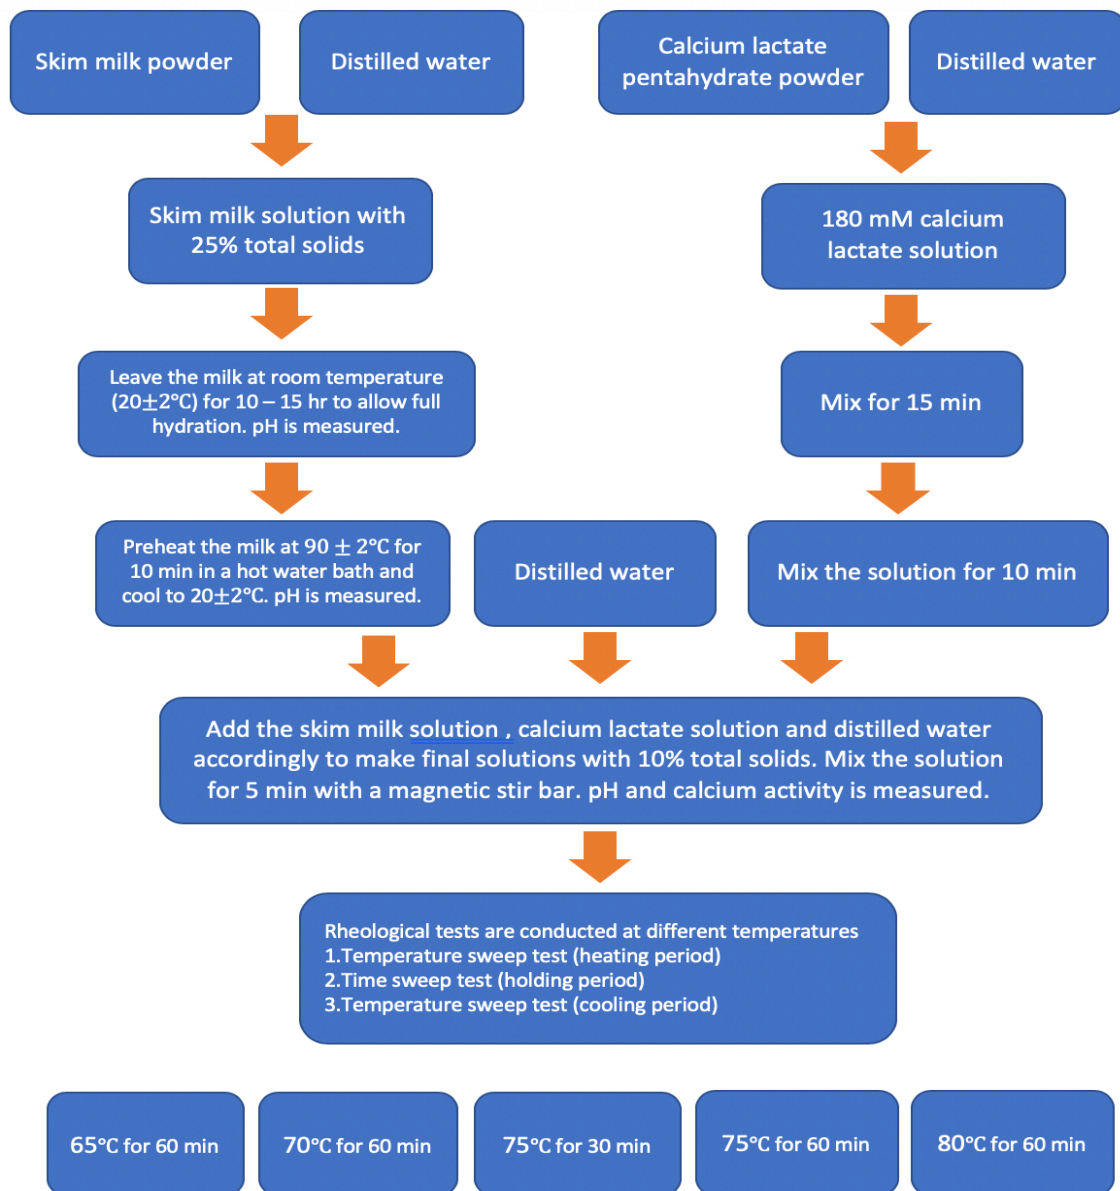 Skim milk powder
Distilled water
Calcium lactate
pentahydrate powder
Distilled water
Skim milk solution with
25% total solids
180 mM calcium
lactate solution
Leave the milk at room temperature
(20±2°C) for 10 – 15 hr to allow full
hydration. pH is measured.
Mix for 15 min
Preheat the milk at 90 ± 2°C for
10 min in a hot water bath and
cool to 20±2°C. pH is measured.
Distilled water
Mix the solution for 10 min
Add the skim milk solution , calcium lactate solution and distilled water
accordingly to make final solutions with 10% total solids. Mix the solution
for 5 min with a magnetic stir bar. pH and calcium activity is measured.
Rheological tests are conducted at different temperatures
1.Temperature sweep test (heating period)
2.Time sweep test (holding period)
3.Temperature sweep test (cooling period)
65°C for 60 min
70°C for 60 min
75°C for 30 min
75°C for 60 min
80°C for 60 min